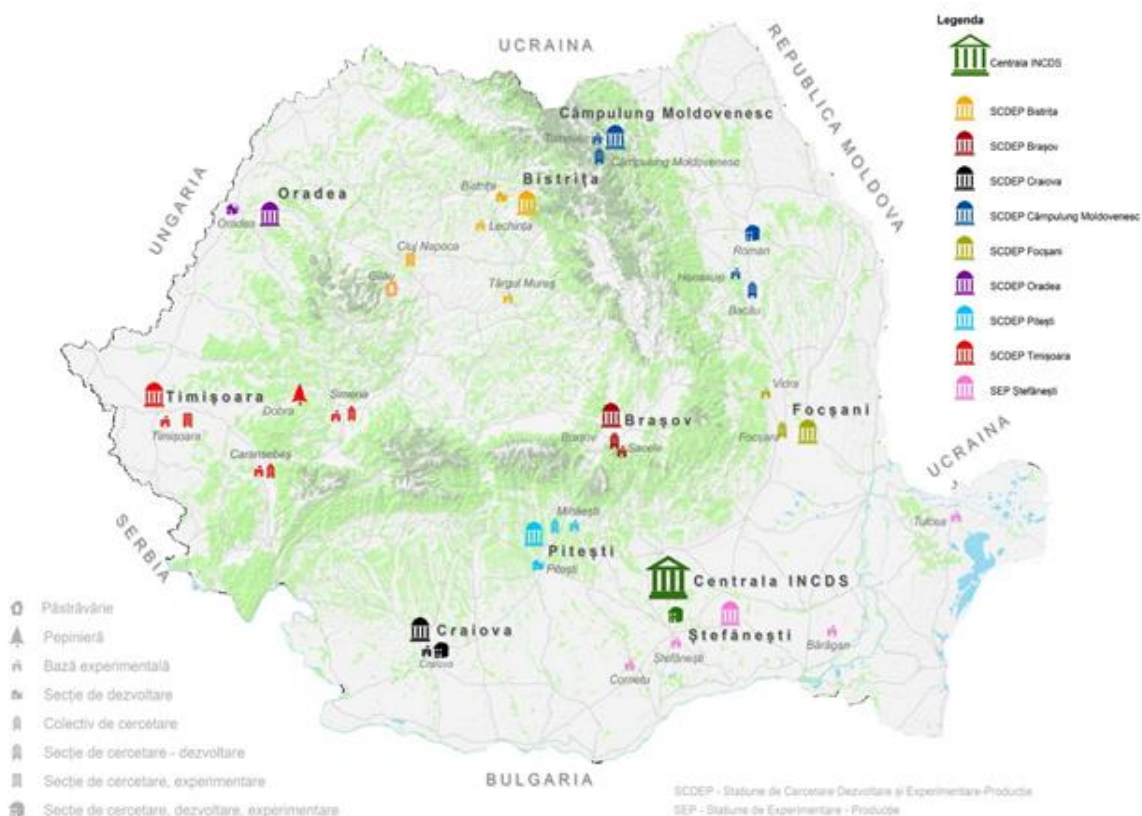 Legenda
Centrala INCDS
SCDEP Bistrița
SCDEP Brașov
SCDEP Craiova
SCDEP Câmpulung Moldovenesc
SCDEP Focșani
SCDEP Oradea
SCDEP Pitești
SCDEP Timișoara
SEP Ștefănești
UCRAINA
REPUBLICA MOLDOVA
UNGARIA
Câmpulung Moldovenesc
Câmpulung Moldovenesc
Bistrița
Bistrița
Oradea
Oradea
Lechința
Cluj Napoca
Gilău
Târgul Mureș
Roman
Bacău
Timișoara
Timișoara
Dobra
Simeria
Caransebeș
Brașov
Brașov
Sacele
Vidra
Focșani
Focșani
UCRAINA
Tulcea
SERBIA
Mihăești
Pitești
Pitești
Centrala INCDS
Ștefănești
Ștefănești
Bărăgan
Cornetu
Craiova
Craiova
BULGARIA
Păstrăvărie
Pepinieră
Bază experimentală
Secție de dezvoltare
Colectiv de cercetare
Secție de cercetare - dezvoltare
Secție de cercetare, experimentare
Secție de cercetare, dezvoltare, experimentare
SCDEP - Stațiune de Cercetare Dezvoltare și Experimentare-Producție
SEP - Stațiune de Experimentare - Producție